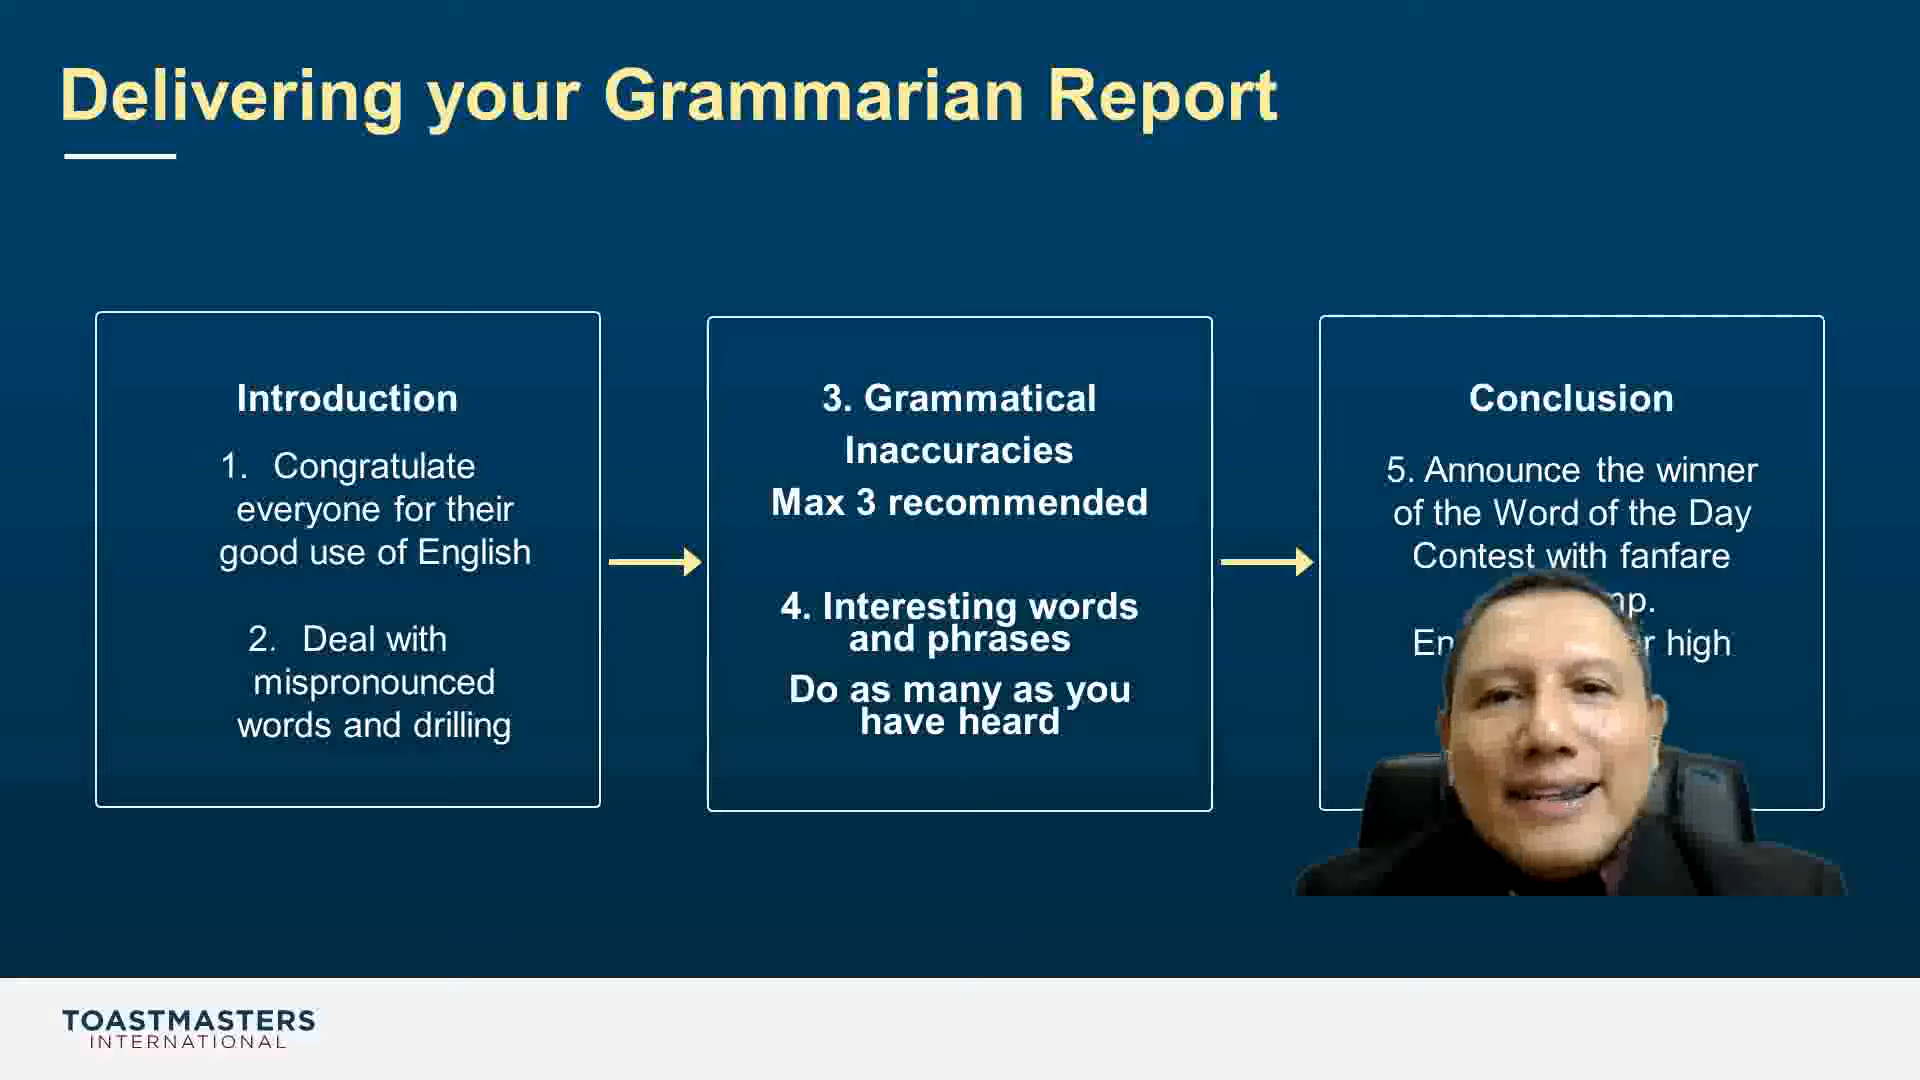 Delivering your Grammarian Report
Introduction
1. Congratulate
everyone for their
good use of English
2. Deal with
mispronounced
words and drilling
3. Grammatical
Inaccuracies
Max 3 recommended
4. Interesting words
and phrases
Do as many as you
have heard
Conclusion
5. Announce the winner
of the Word of the Day
Contest with fanfare
high
TOASTMASTERS
INTERNATIONAL